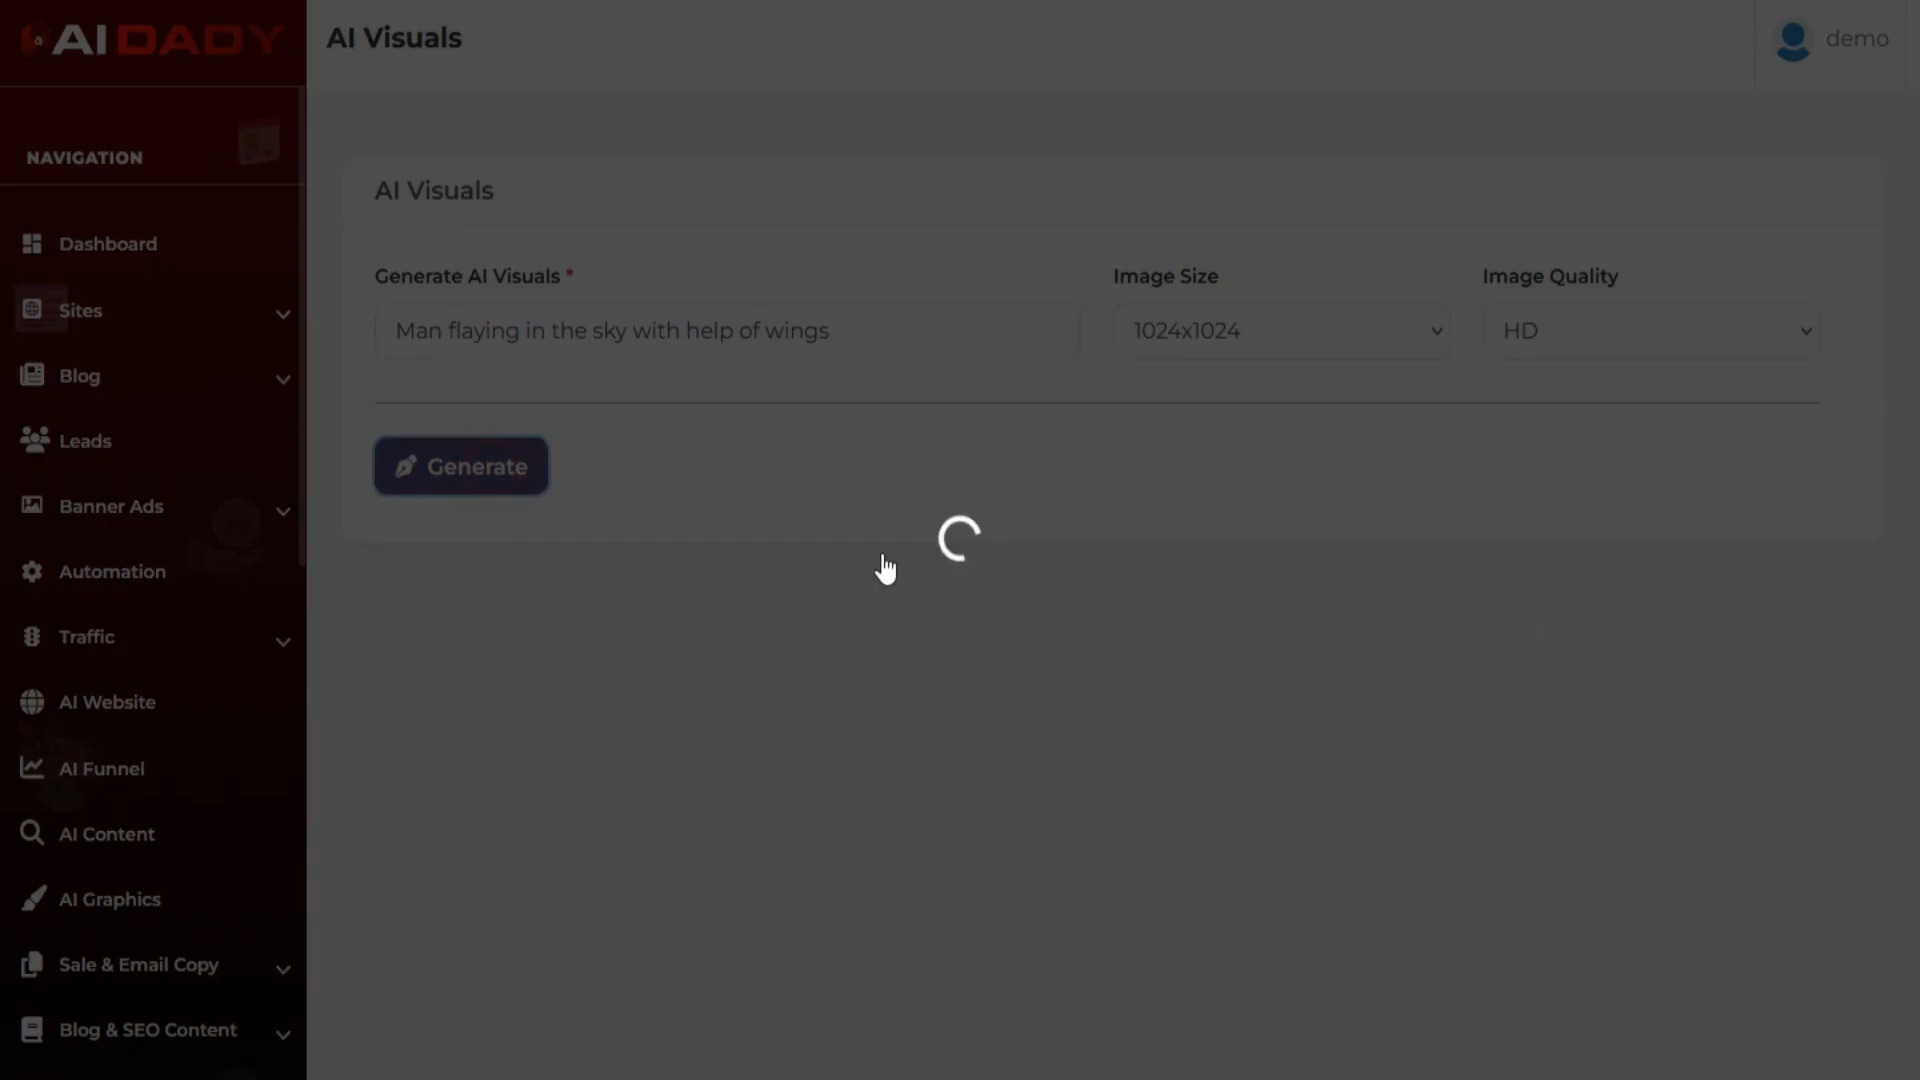 AIDADY
AI Visuals
demo
NAVIGATION
Dashboard
Sites
Blog
Leads
Banner Ads
Automation
Traffic
AI Website
AI Funnel
AI Content
AI Graphics
Sale & Email Copy
Blog & SEO Content
AI Visuals
Generate AI Visuals *
Image Size
Image Quality
Man flaying in the sky with help of wings
1024x1024
HD
Generate